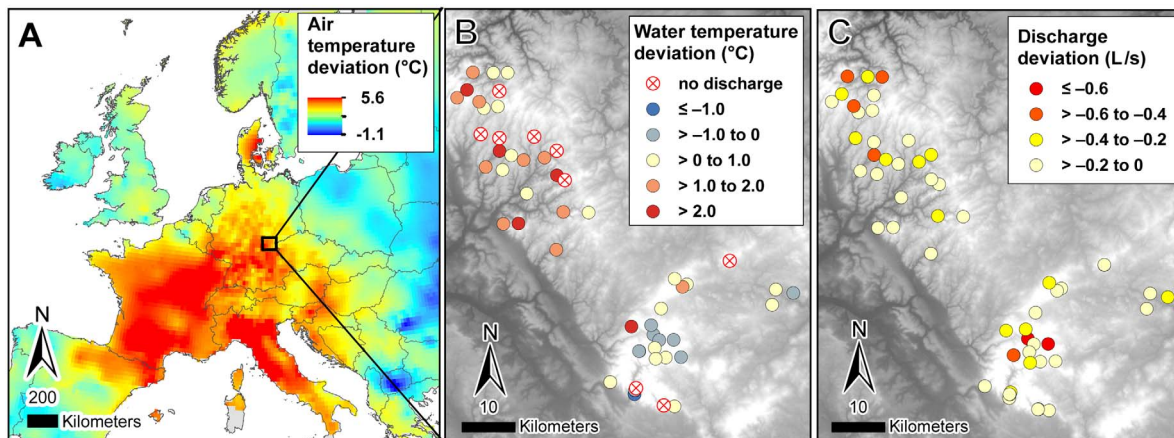 A
Air
temperature
deviation (°C)
5.6
-1.1
N
200
Kilometers
B
Water temperature
deviation (°C)
no discharge
≤ –1.0
> –1.0 to 0
> 0 to 1.0
> 1.0 to 2.0
> 2.0
N
10
Kilometers
C
Discharge
deviation (L/s)
≤ –0.6
> –0.6 to –0.4
> –0.4 to –0.2
> –0.2 to 0
N
10
Kilometers